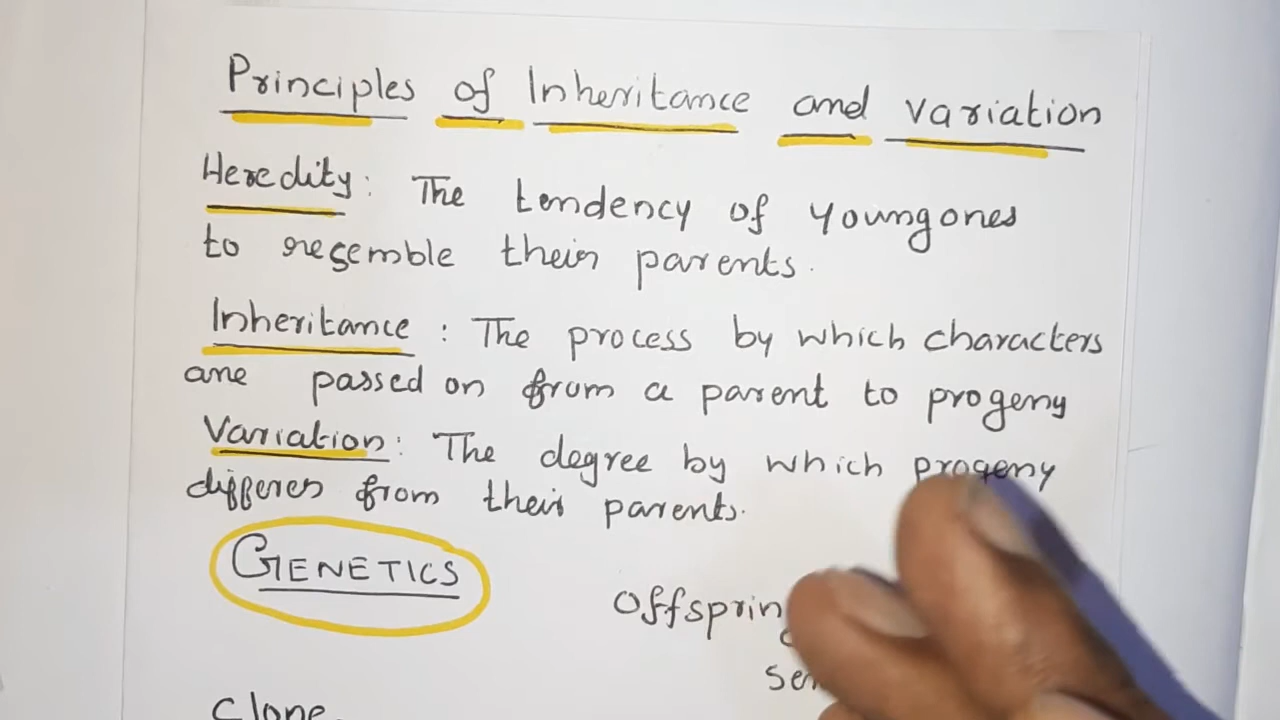 Principles of Inheritance and variation
Heredity: The tendency of youngones
to resemble their parents.
Inheritance: The process by which characters
are passed on from a parent to progeny
Variation: The degree by which progeny
differes from their parents.
GENETICS
Clone